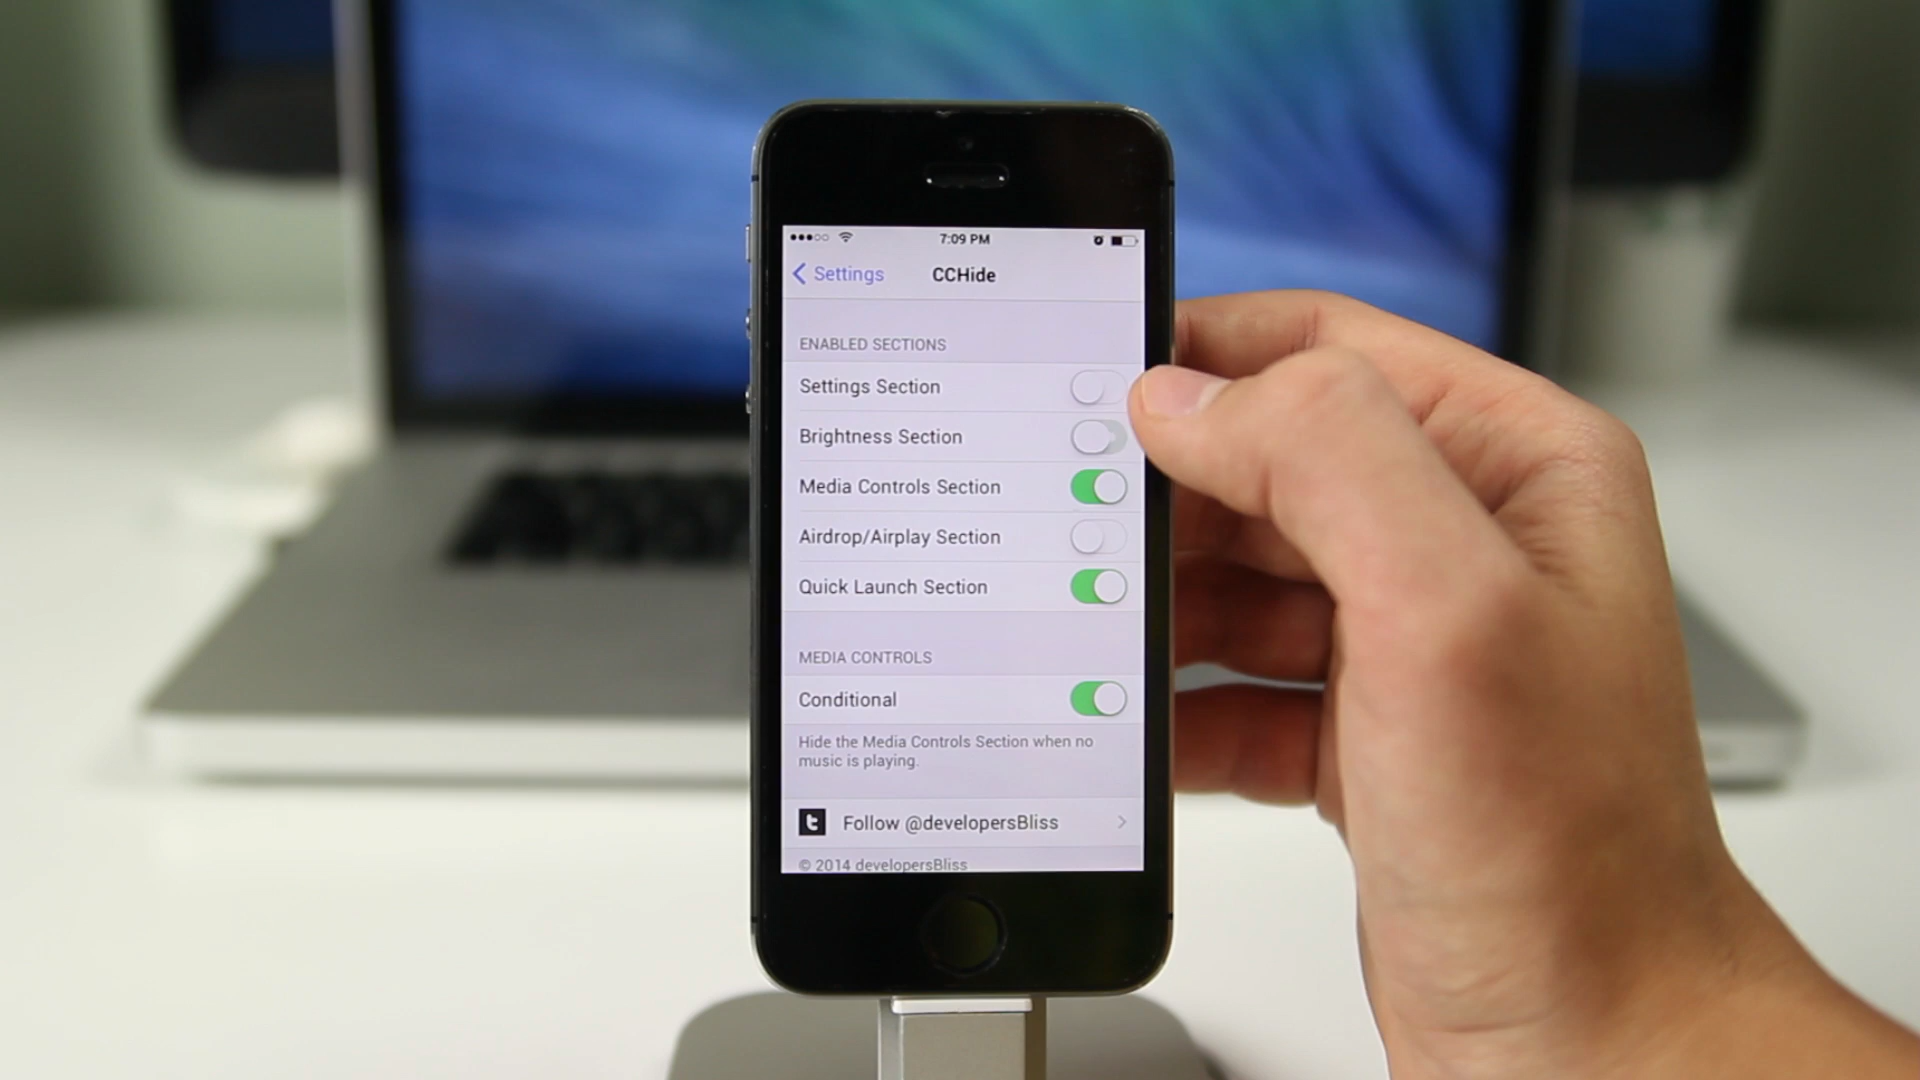 7:09 PM
Settings
CCHide
ENABLED SECTIONS
Settings Section
Brightness Section
Media Controls Section
Airdrop/Airplay Section
Quick Launch Section
MEDIA CONTROLS
Conditional
Hide the Media Controls Section when no
music is playing.
Follow @developersBliss
© 2014 developersBliss